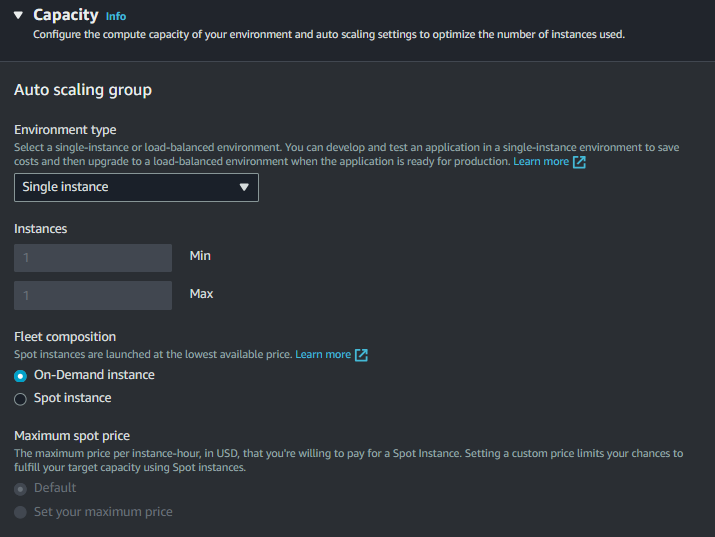 Capacity Info
Configure the compute capacity of your environment and auto scaling settings to optimize the number of instances used.
Auto scaling group
Environment type
Select a single-instance or load-balanced environment. You can develop and test an application in a single-instance environment to save
costs and then upgrade to a load-balanced environment when the application is ready for production. Learn more
Single instance
Instances
1 Min
1 Max
Fleet composition
Spot instances are launched at the lowest available price. Learn more
On-Demand instance
Spot instance
Maximum spot price
The maximum price per instance-hour, in USD, that you're willing to pay for a Spot Instance. Setting a custom price limits your chances to
fulfill your target capacity using Spot instances.
Default
Set your maximum price